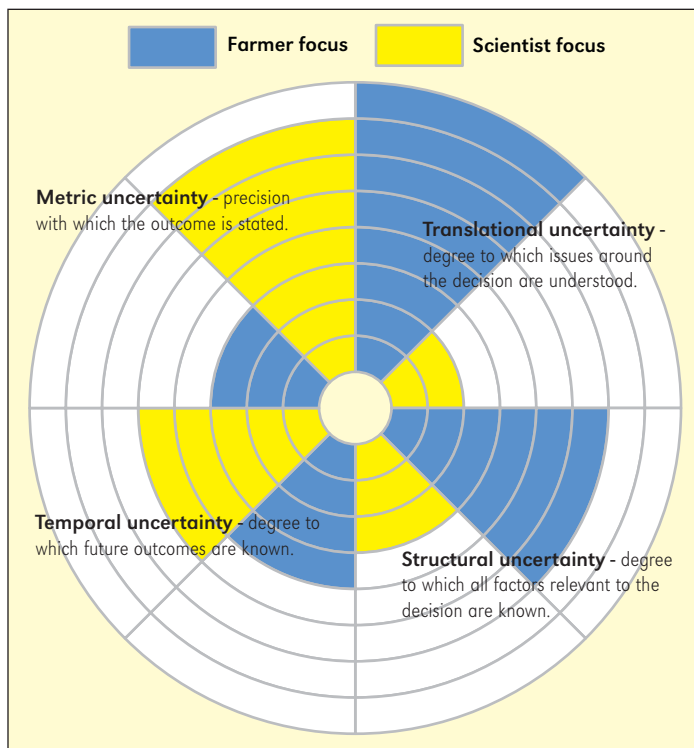 Farmer focus
Scientist focus
Metric uncertainty - precision
with which the outcome is stated.
Translational uncertainty -
degree to which issues around
the decision are understood.
Temporal uncertainty - degree to
which future outcomes are known.
Structural uncertainty - degree
to which all factors relevant to the
decision are known.